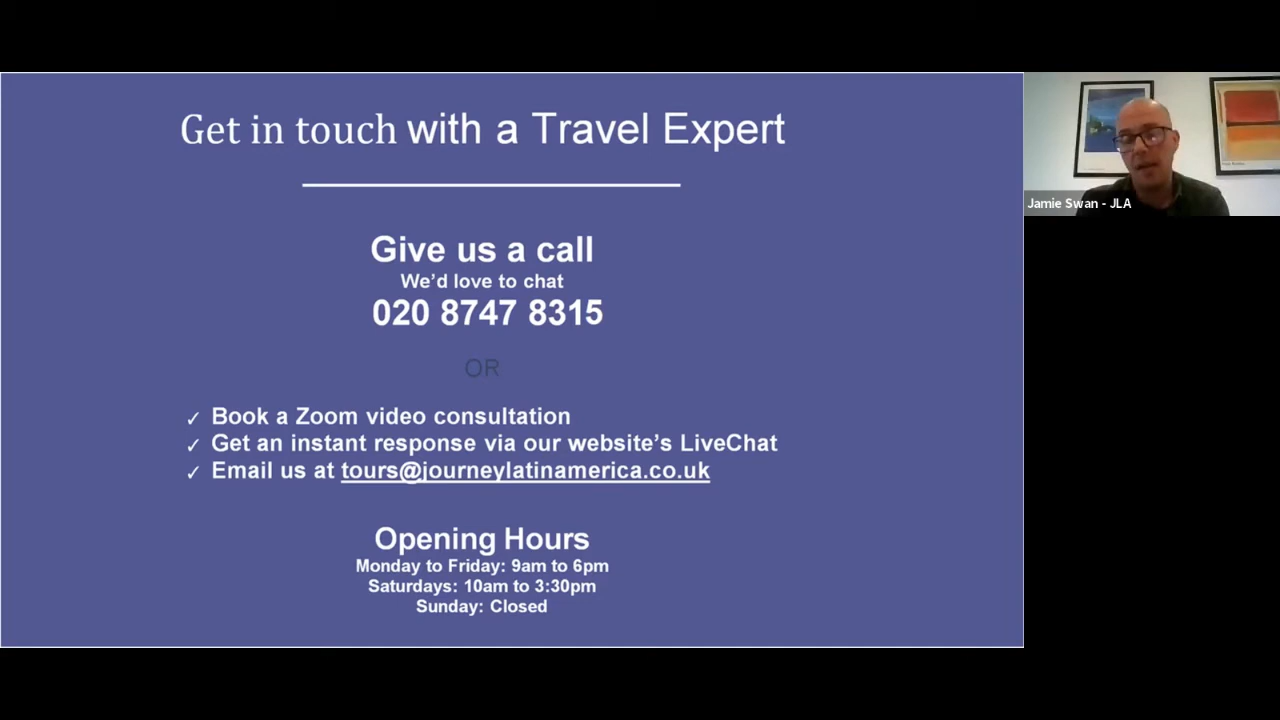 Get in touch with a Travel Expert
Give us a call
We'd love to chat
020 8747 8315
OR
✓ Book a Zoom video consultation
✓ Get an instant response via our website's LiveChat
✓ Email us at tours@journeylatinamerica.co.uk
Opening Hours
Monday to Friday: 9am to 6pm
Saturdays: 10am to 3:30pm
Sunday: Closed
Jamie Swan - JLA